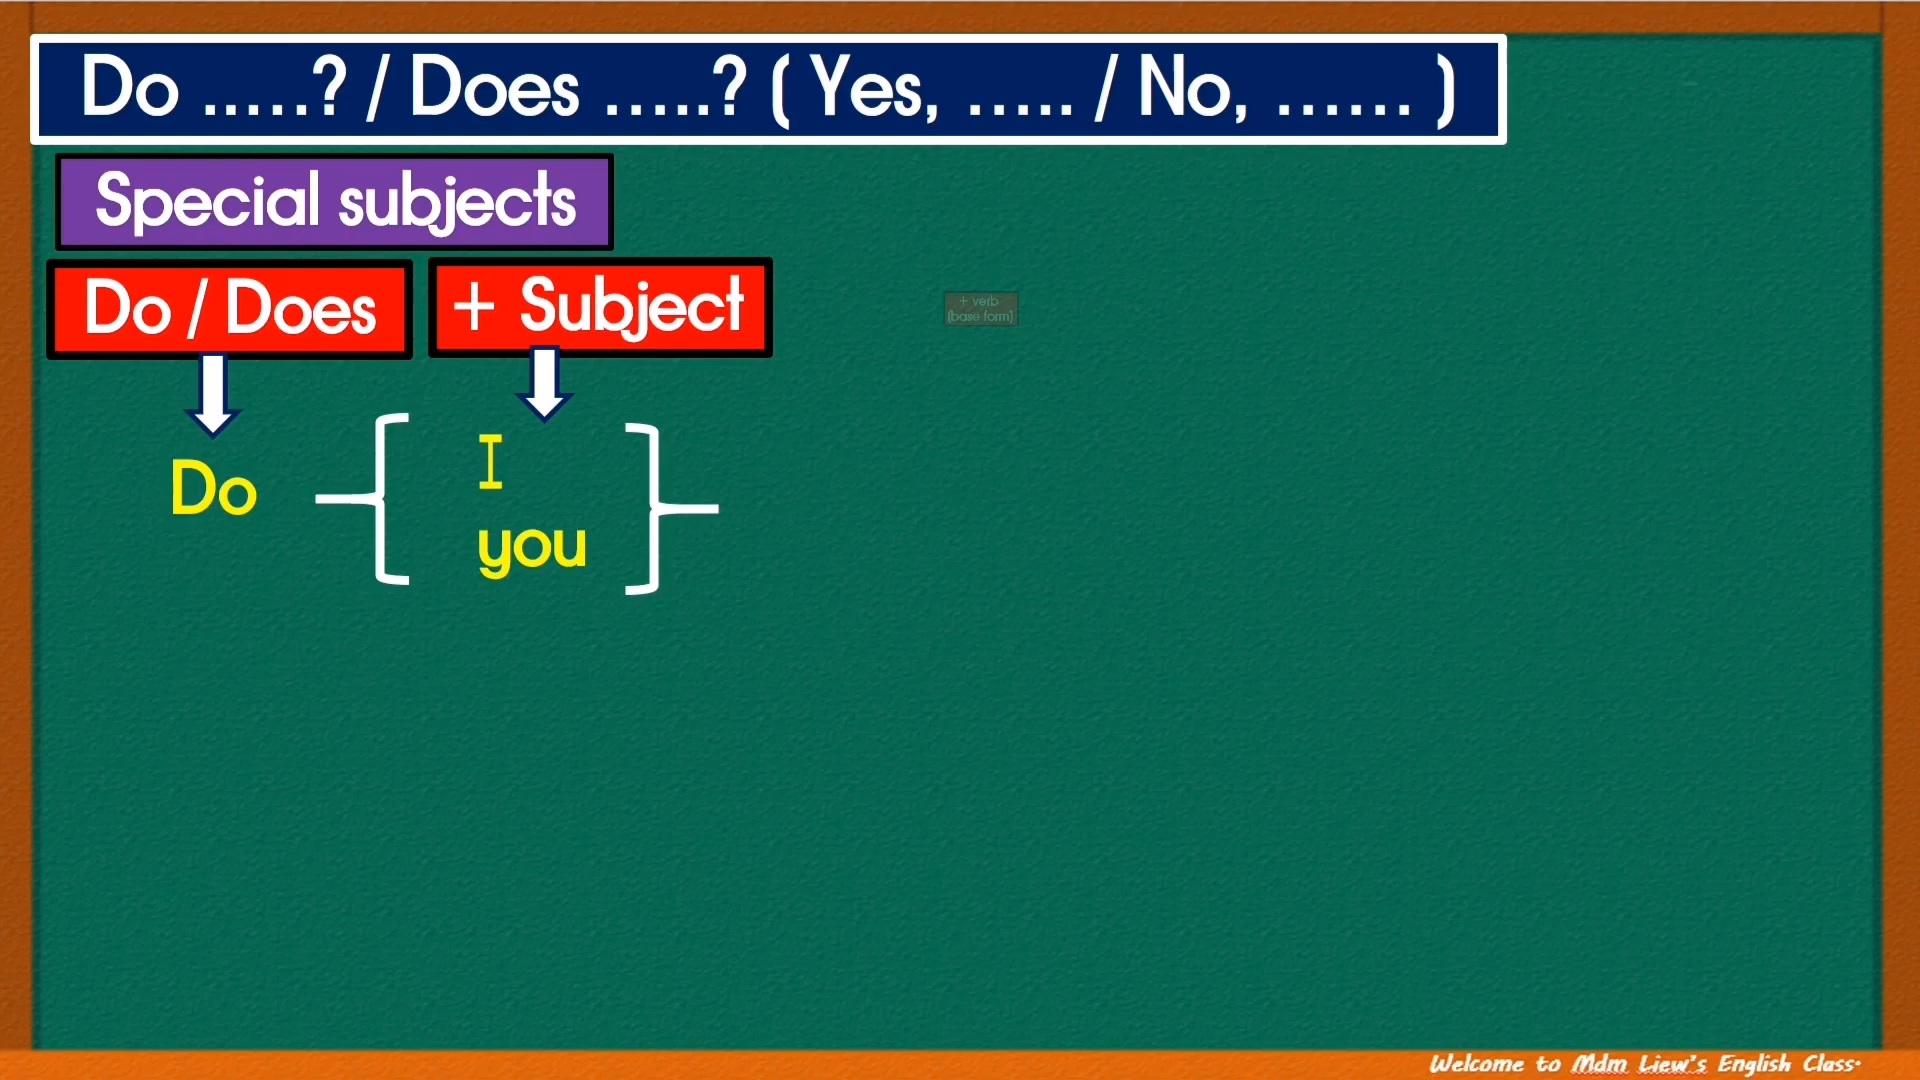 Do .....? / Does .....? ( Yes, ..... / No, ...... )
Special subjects
Do / Does
+ Subject
+ verb
(base form)
Do
I
you
Welcome to Mdm Liew's English Class.